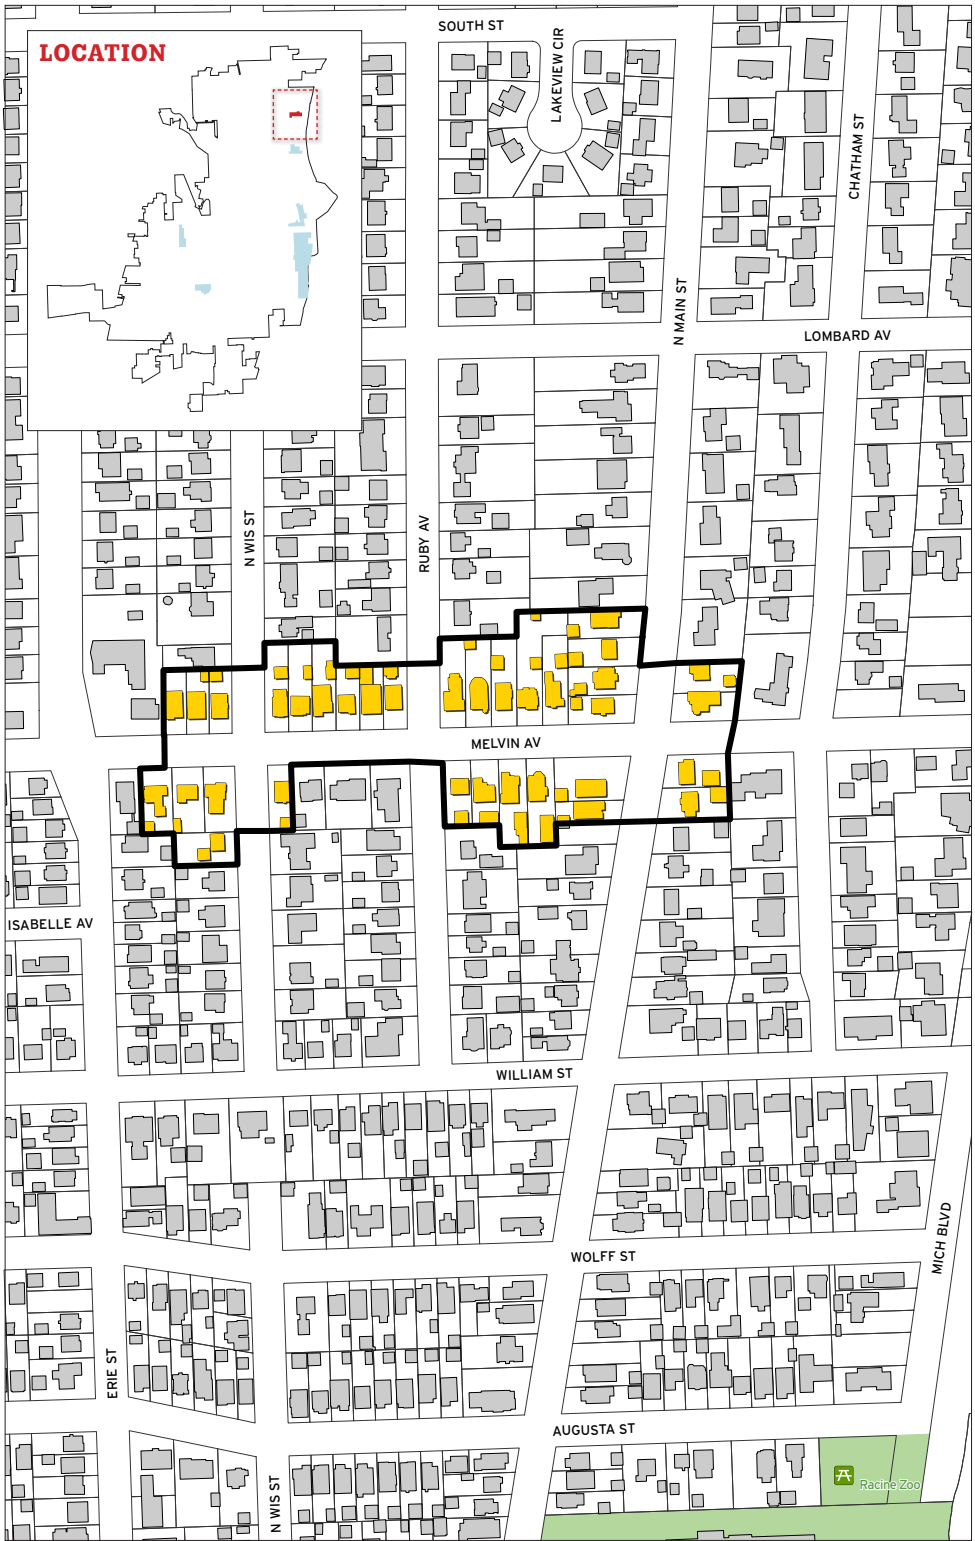 SOUTH ST
LOCATION
LAKEVIEW CIR
CHATHAM ST
N MAIN ST
LOMBARD AV
N WIS ST
RUBY AV
MELVIN AV
ISABELLE AV
WILLIAM ST
MICH BLVD
WOLFF ST
ERIE ST
AUGUSTA ST
N WIS ST
Racine Zoo